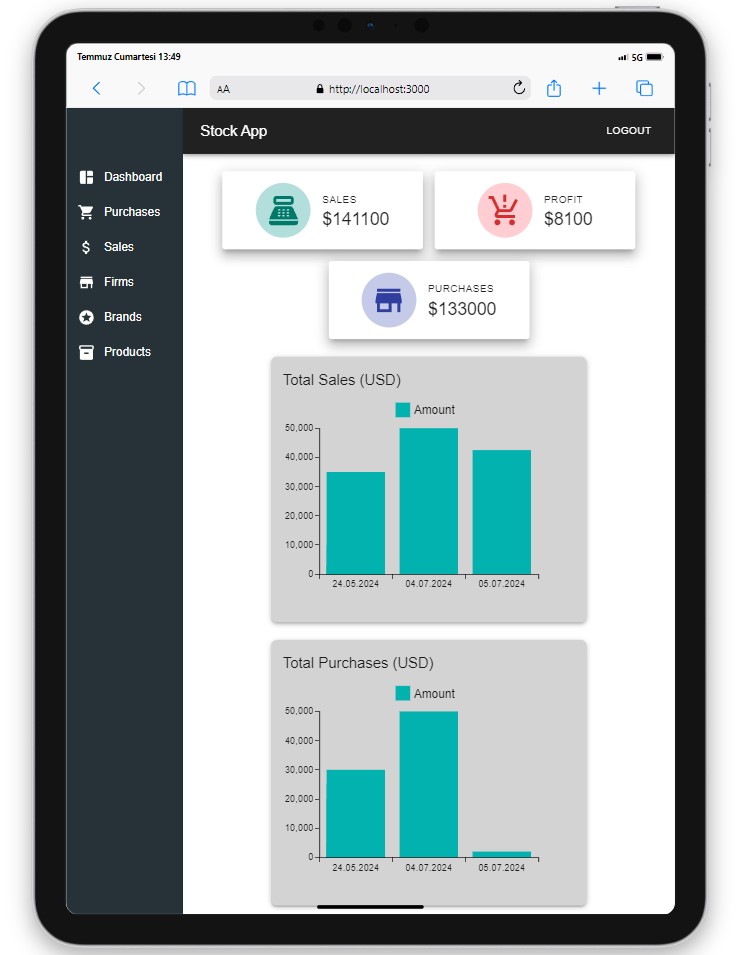 Temmuz Cumartesi 13:49
5G
AA
http://localhost:3000
Stock App
LOGOUT
Dashboard
Purchases
Sales
Firms
Brands
Products
SALES
$141100
PROFIT
$8100
PURCHASES
$133000
Total Sales (USD)
Amount
50,000
40,000
30,000
20,000
10,000
0
24.05.2024 04.07.2024 05.07.2024
Total Purchases (USD)
Amount
50,000
40,000
30,000
20,000
10,000
0
24.05.2024 04.07.2024 05.07.2024